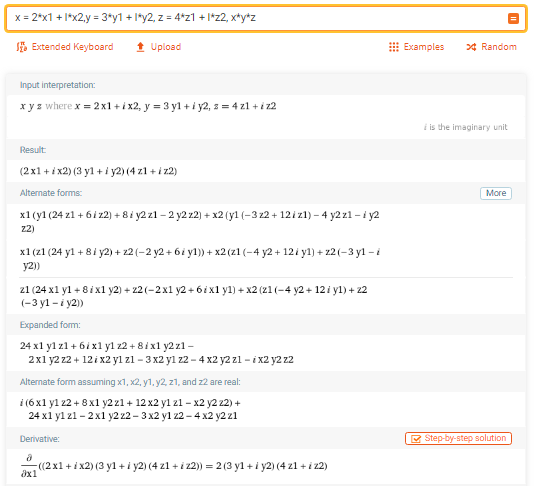 x = 2*x1 + I*x2,y = 3*y1 + I*y2, z = 4*z1 + I*z2, x*y*z
Extended Keyboard Upload Examples Random
Input interpretation:
x y z where x = 2 x1 + i x2, y = 3 y1 + i y2, z = 4 z1 + i z2
i is the imaginary unit
Result:
(2 x1 + i x2) (3 y1 + i y2) (4 z1 + i z2)
Alternate forms: More
x1 (y1 (24 z1 + 6 i z2) + 8 i y2 z1 − 2 y2 z2) + x2 (y1 (−3 z2 + 12 i z1) − 4 y2 z1 − i y2
z2)
x1 (z1 (24 y1 + 8 i y2) + z2 (−2 y2 + 6 i y1)) + x2 (z1 (−4 y2 + 12 i y1) + z2 (−3 y1 − i
y2))
z1 (24 x1 y1 + 8 i x1 y2) + z2 (−2 x1 y2 + 6 i x1 y1) + x2 (z1 (−4 y2 + 12 i y1) + z2
(−3 y1 − i y2))
Expanded form:
24 x1 y1 z1 + 6 i x1 y1 z2 + 8 i x1 y2 z1 −
2 x1 y2 z2 + 12 i x2 y1 z1 − 3 x2 y1 z2 − 4 x2 y2 z1 − i x2 y2 z2
Alternate form assuming x1, x2, y1, y2, z1, and z2 are real:
i (6 x1 y1 z2 + 8 x1 y2 z1 + 12 x2 y1 z1 − x2 y2 z2) +
24 x1 y1 z1 − 2 x1 y2 z2 − 3 x2 y1 z2 − 4 x2 y2 z1
Derivative: Step-by-step solution
∂/∂x1 ((2 x1 + i x2) (3 y1 + i y2) (4 z1 + i z2)) = 2 (3 y1 + i y2) (4 z1 + i z2)